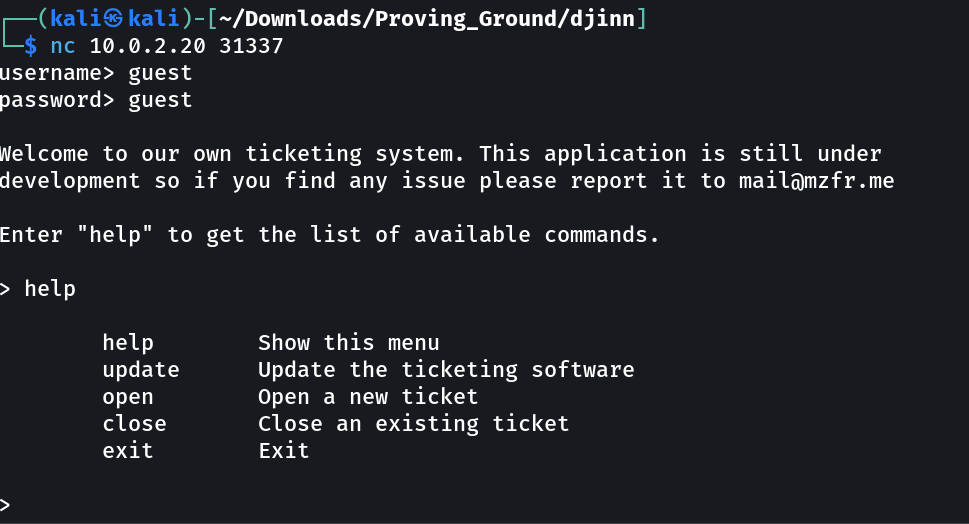 ┌──(kali㉿kali)-[~/Downloads/Proving_Ground/djinn]
└─$ nc 10.0.2.20 31337
username> guest
password> guest
Welcome to our own ticketing system. This application is still under
development so if you find any issue please report it to mail@mzfr.me
Enter "help" to get the list of available commands.
> help
help Show this menu
update Update the ticketing software
open Open a new ticket
close Close an existing ticket
exit Exit
>